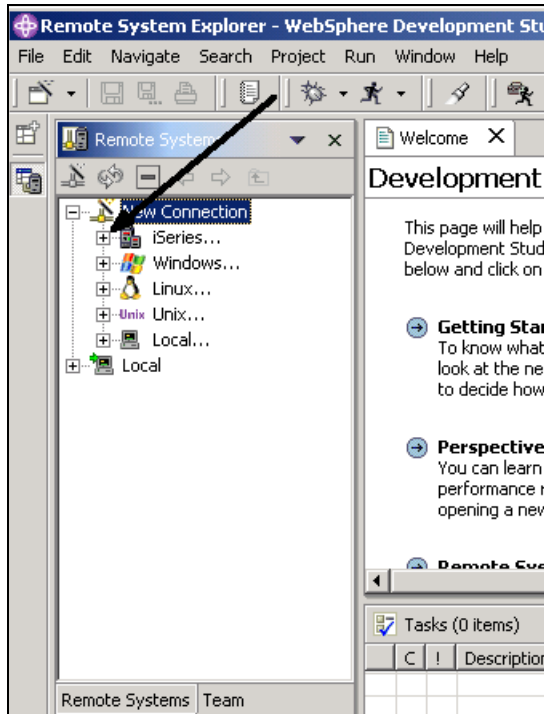 Remote System Explorer - WebSphere Development Stu
File Edit Navigate Search Project Run Window Help
Remote Syste
Welcome
Development
New Connection
iSeries...
Windows...
Linux...
Unix Unix...
Local...
Local
This page will help
Development Stud
below and click on
Getting Star
To know what
look at the ne
to decide how
Perspective
You can learn
performance r
opening a new
Remote Sys
Tasks (0 items)
C ! Description
Remote Systems Team